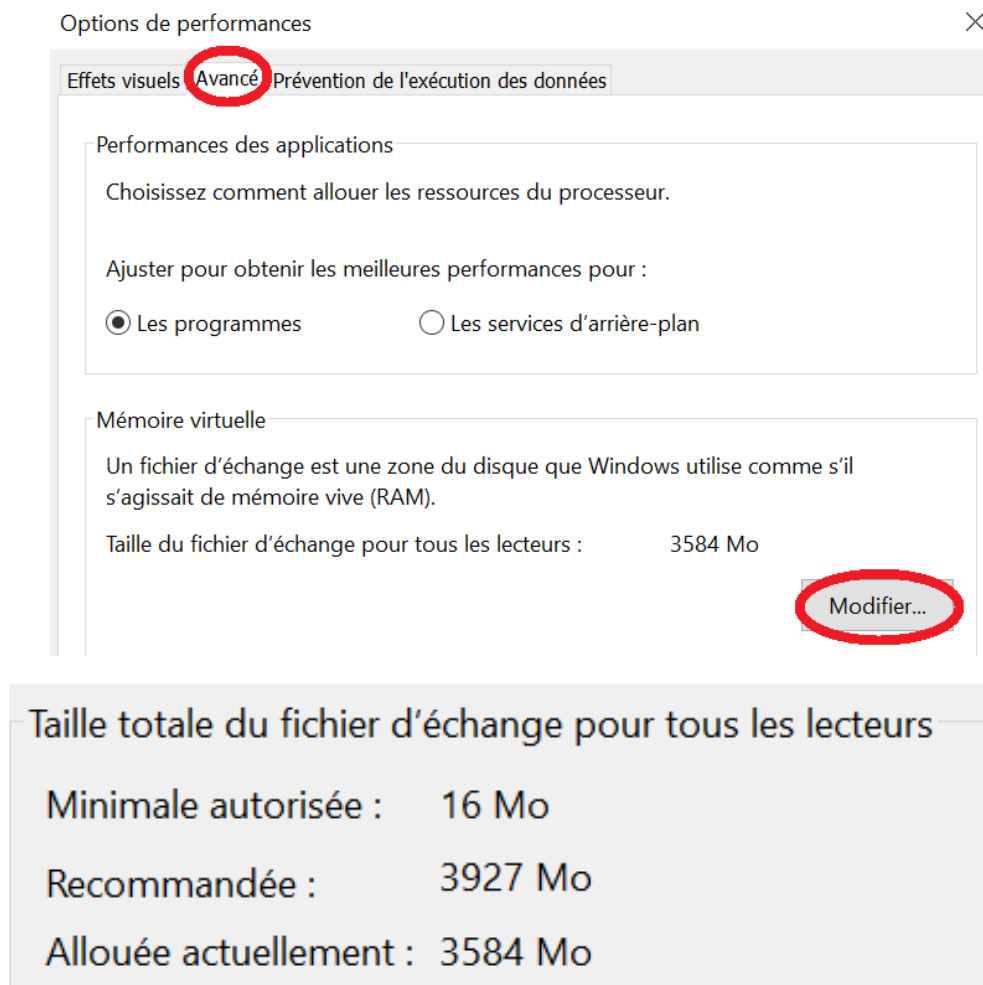 Options de performances
Effets visuels Avancé Prévention de l'exécution des données
Performances des applications
Choisissez comment allouer les ressources du processeur.
Ajuster pour obtenir les meilleures performances pour :
Les programmes Les services d’arrière-plan
Mémoire virtuelle
Un fichier d’échange est une zone du disque que Windows utilise comme s’il
s’agissait de mémoire vive (RAM).
Taille du fichier d’échange pour tous les lecteurs : 3584 Mo
Modifier...
Taille totale du fichier d’échange pour tous les lecteurs
Minimale autorisée : 16 Mo
Recommandée : 3927 Mo
Allouée actuellement : 3584 Mo